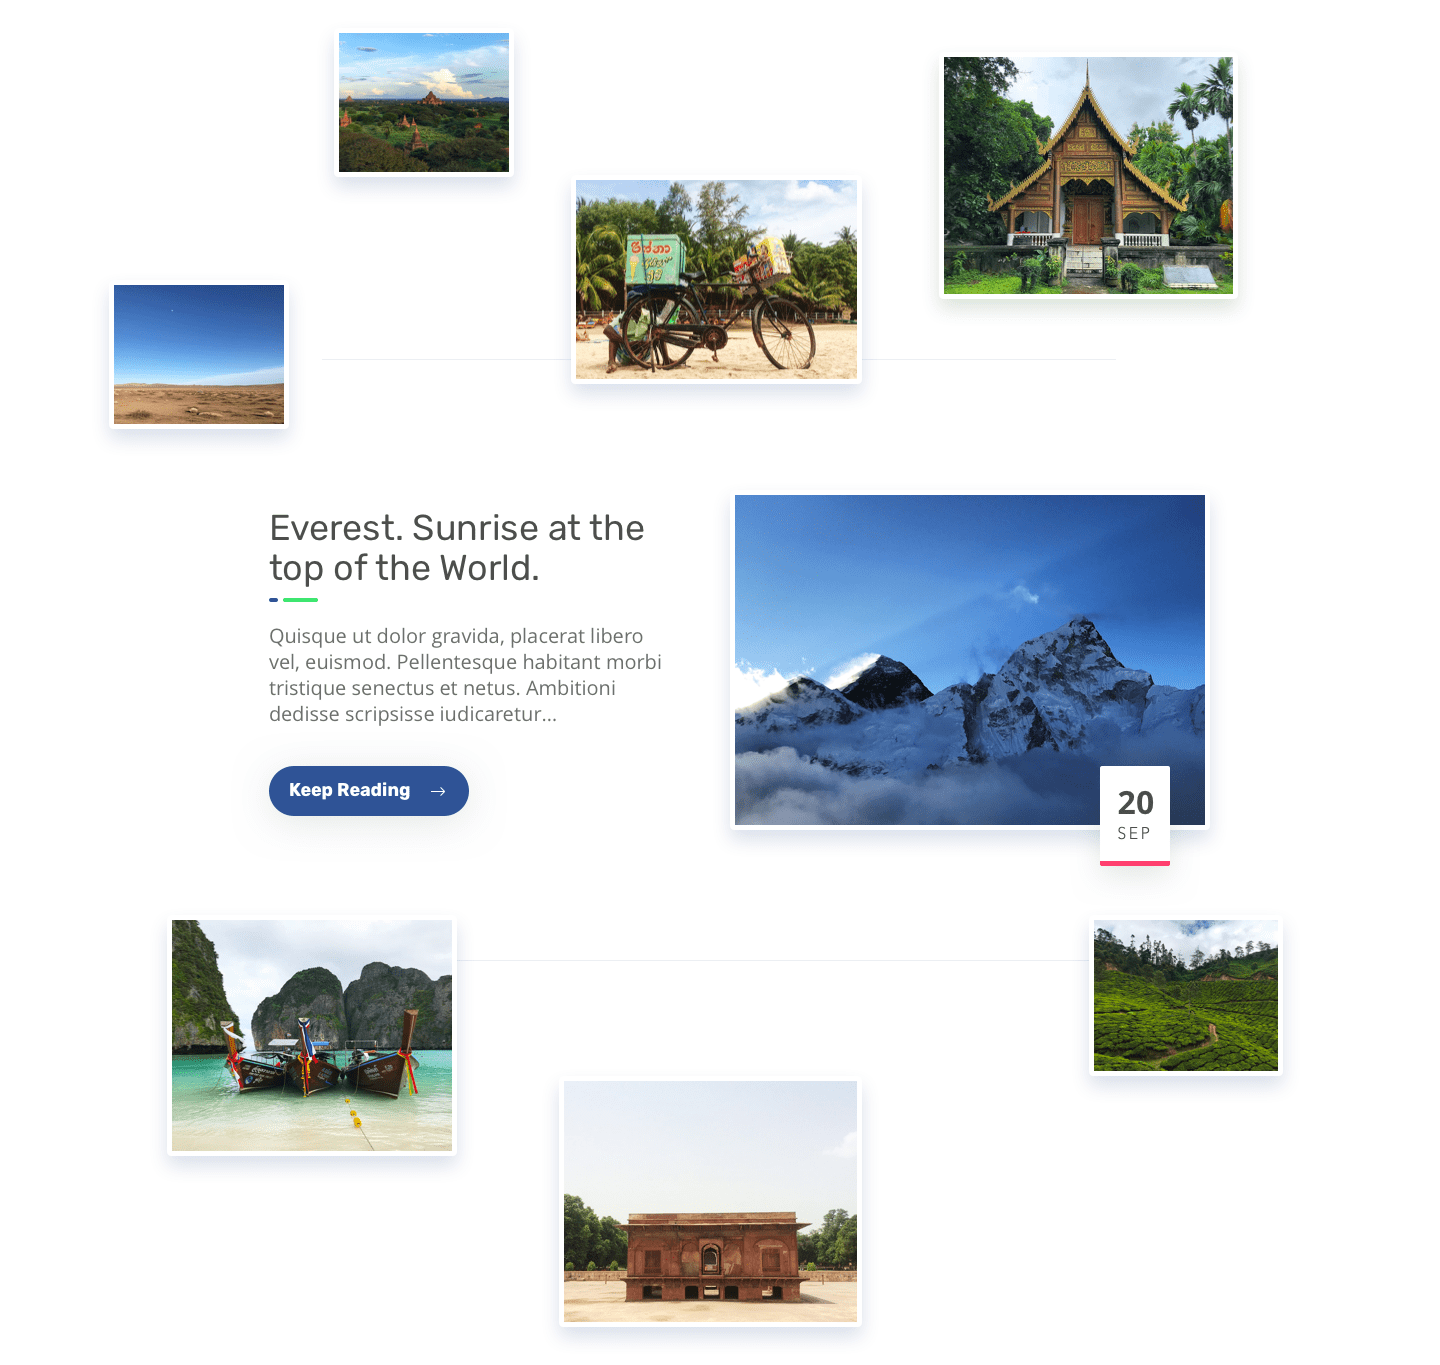 රිස්නා
Everest. Sunrise at the
top of the World.
Quisque ut dolor gravida, placerat libero
vel, euismod. Pellentesque habitant morbi
tristique senectus et netus. Ambitioni
dedisse scripsisse iudicaretur...
Keep Reading
20
SEP